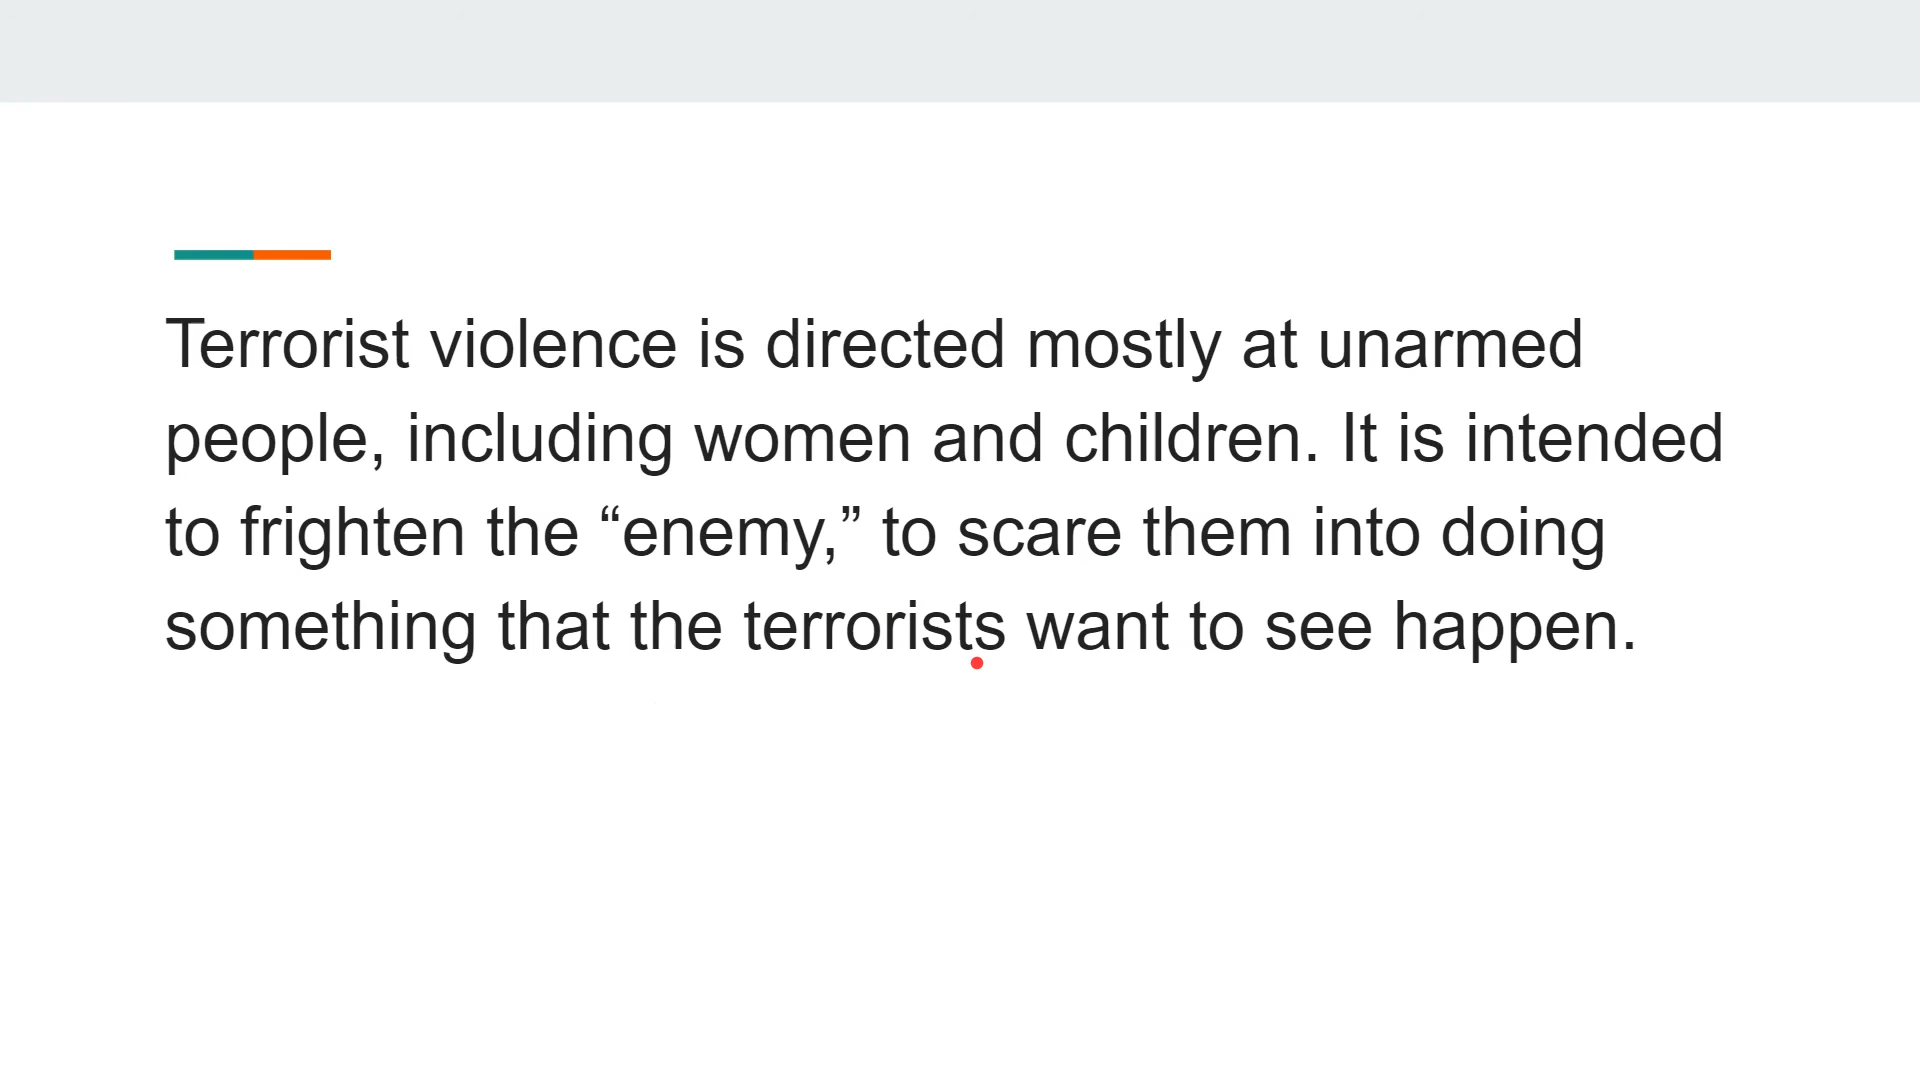 Terrorist violence is directed mostly at unarmed
people, including women and children. It is intended
to frighten the “enemy,” to scare them into doing
something that the terrorists want to see happen.